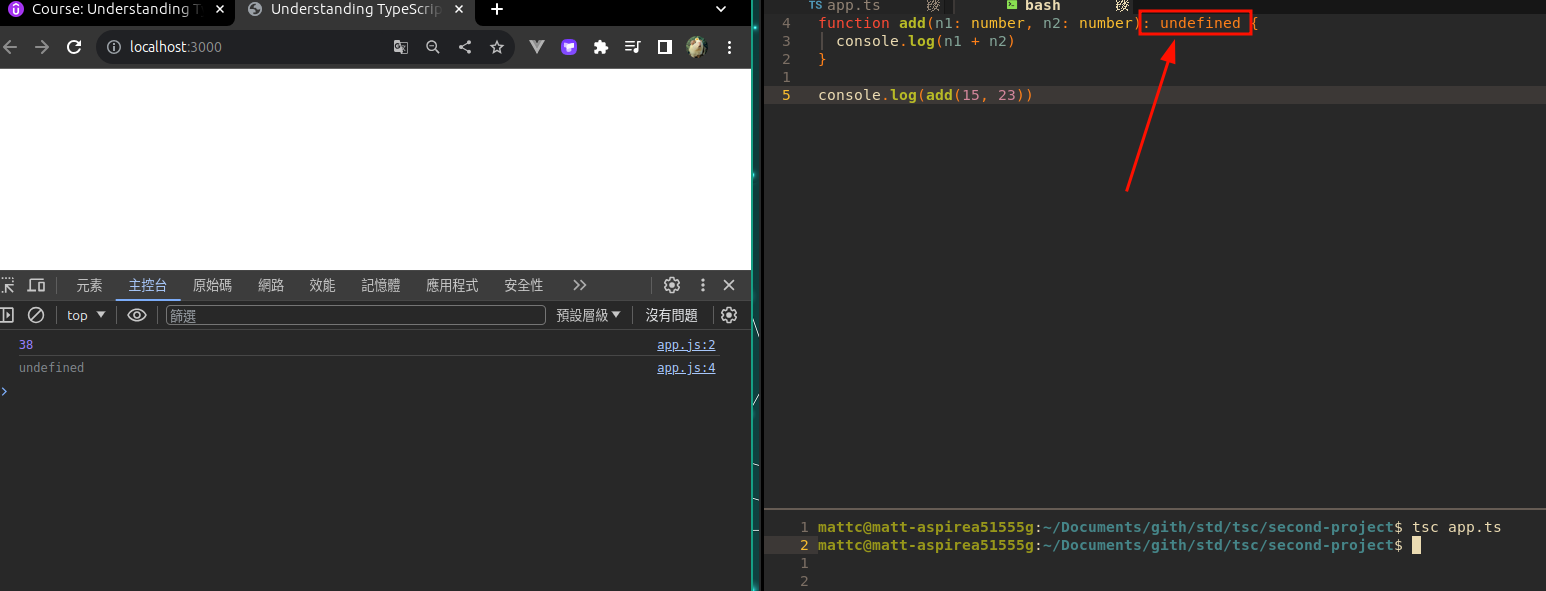 Course: Understanding T
Understanding TypeScrip
localhost:3000
元素 主控台 原始碼 網路 效能 記憶體 應用程式 安全性
top 篩選 預設層級 沒有問題
38 app.js:2
undefined app.js:4
TS app.ts bash
4 function add(n1: number, n2: number): undefined {
3 console.log(n1 + n2)
2 }
1
5 console.log(add(15, 23))
1 mattc@matt-aspirea51555g:~/Documents/gith/std/tsc/second-project$ tsc app.ts
2 mattc@matt-aspirea51555g:~/Documents/gith/std/tsc/second-project$
1
2